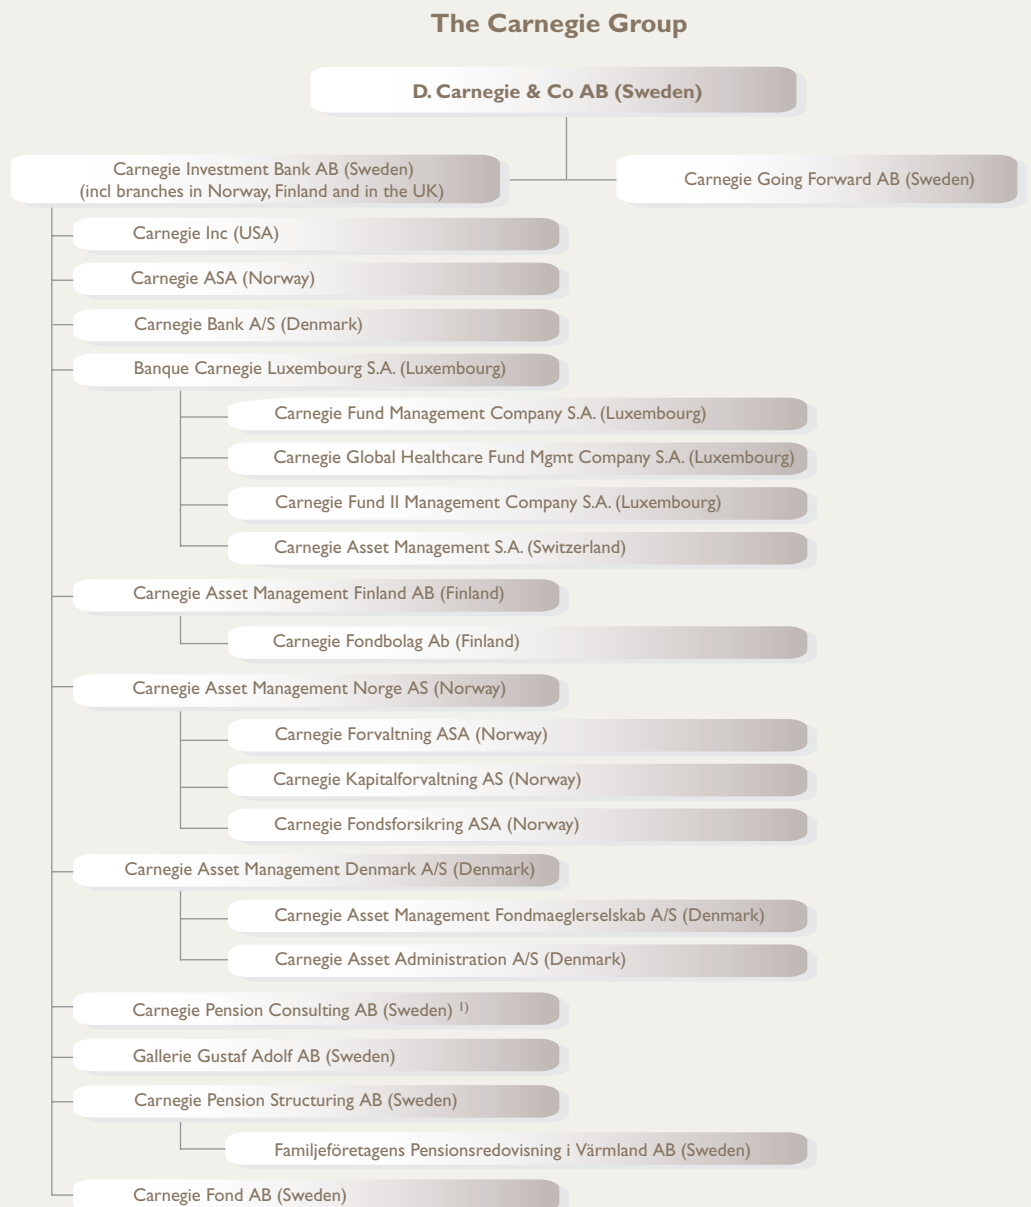 The Carnegie Group
D. Carnegie & Co AB (Sweden)
Carnegie Investment Bank AB (Sweden)
(incl branches in Norway, Finland and in the UK)
Carnegie Going Forward AB (Sweden)
Carnegie Inc (USA)
Carnegie ASA (Norway)
Carnegie Bank A/S (Denmark)
Banque Carnegie Luxembourg S.A. (Luxembourg)
Carnegie Fund Management Company S.A. (Luxembourg)
Carnegie Global Healthcare Fund Mgmt Company S.A. (Luxembourg)
Carnegie Fund II Management Company S.A. (Luxembourg)
Carnegie Asset Management S.A. (Switzerland)
Carnegie Asset Management Finland AB (Finland)
Carnegie Fondbolag Ab (Finland)
Carnegie Asset Management Norge AS (Norway)
Carnegie Forvaltning ASA (Norway)
Carnegie Kapitalforvaltning AS (Norway)
Carnegie Fondsforsikring ASA (Norway)
Carnegie Asset Management Denmark A/S (Denmark)
Carnegie Asset Management Fondmaeglerselskab A/S (Denmark)
Carnegie Asset Administration A/S (Denmark)
Carnegie Pension Consulting AB (Sweden) 1)
Gallerie Gustaf Adolf AB (Sweden)
Carnegie Pension Structuring AB (Sweden)
Familjeföretagens Pensionsredovisning i Värmland AB (Sweden)
Carnegie Fond AB (Sweden)